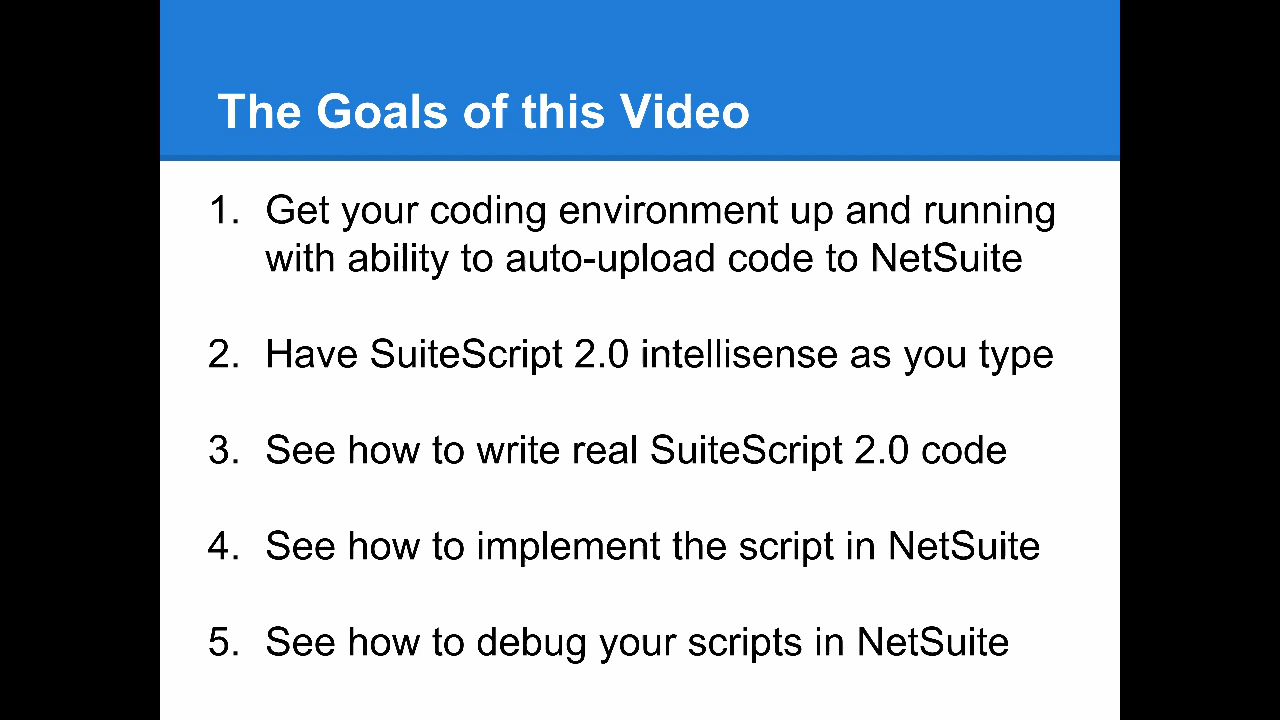 The Goals of this Video
1. Get your coding environment up and running
with ability to auto-upload code to NetSuite
2. Have SuiteScript 2.0 intellisense as you type
3. See how to write real SuiteScript 2.0 code
4. See how to implement the script in NetSuite
5. See how to debug your scripts in NetSuite